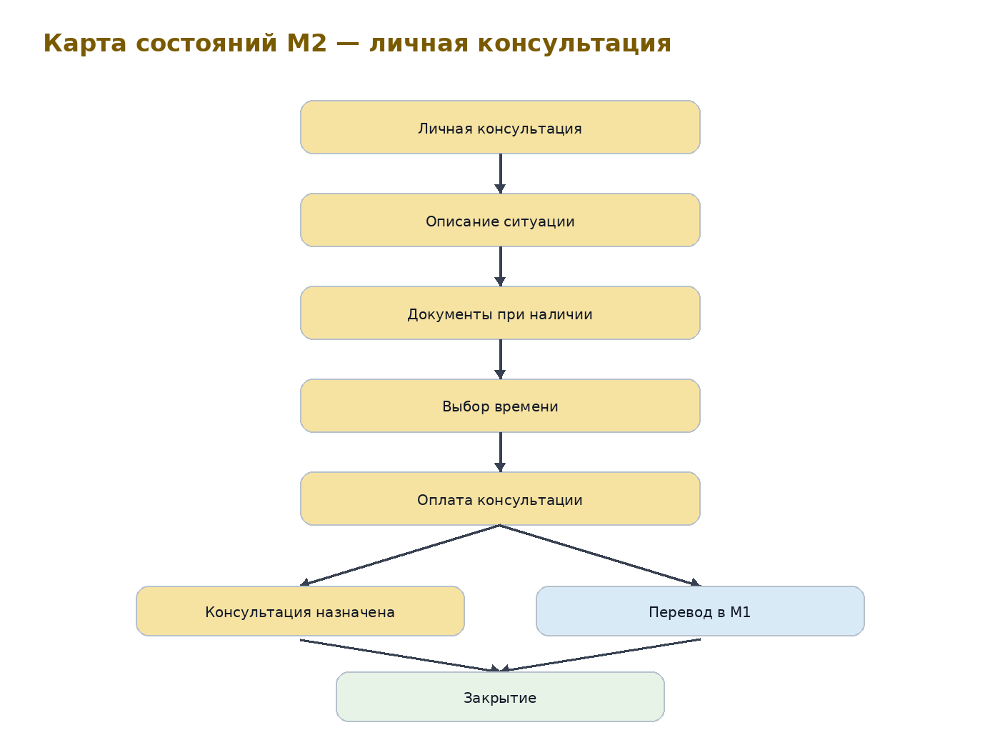 Карта состояний М2 — личная консультация
Личная консультация
Описание ситуации
Документы при наличии
Выбор времени
Оплата консультации
Консультация назначена
Перевод в М1
Закрытие